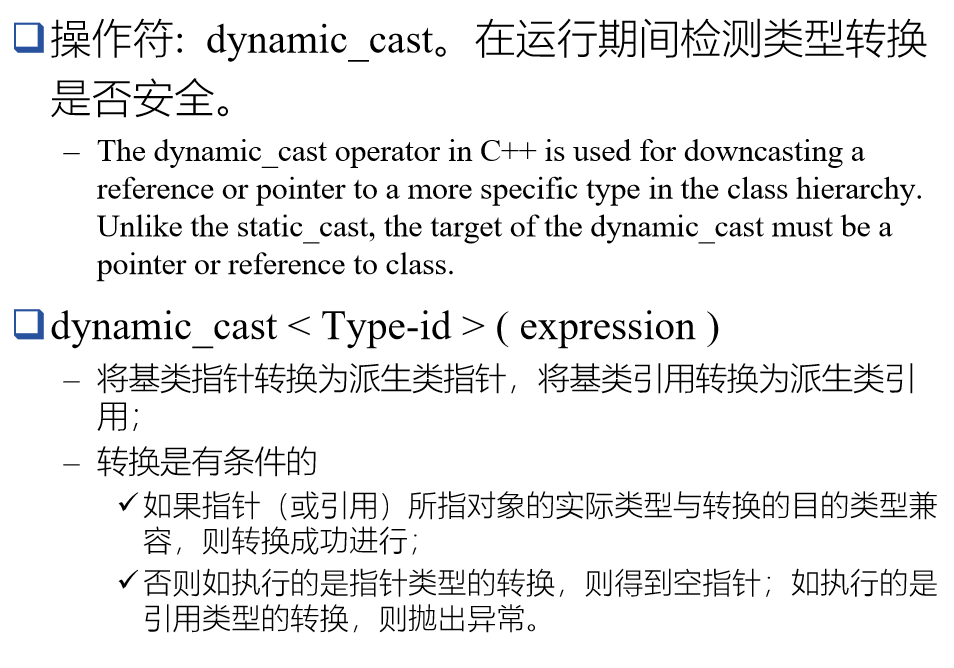 操作符: dynamic_cast。在运行期间检测类型转换
是否安全。
– The dynamic_cast operator in C++ is used for downcasting a
reference or pointer to a more specific type in the class hierarchy.
Unlike the static_cast, the target of the dynamic_cast must be a
pointer or reference to class.
dynamic_cast < Type-id > ( expression )
– 将基类指针转换为派生类指针，将基类引用转换为派生类引
用；
– 转换是有条件的
✓如果指针（或引用）所指对象的实际类型与转换的目的类型兼
容，则转换成功进行；
✓否则如执行的是指针类型的转换，则得到空指针；如执行的是
引用类型的转换，则抛出异常。